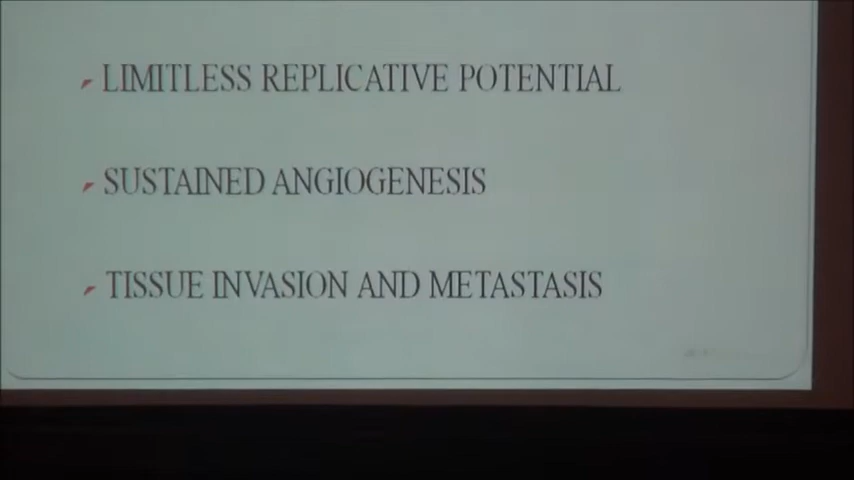 LIMITLESS REPLICATIVE POTENTIAL
SUSTAINED ANGIOGENESIS
TISSUE INVASION AND METASTASIS